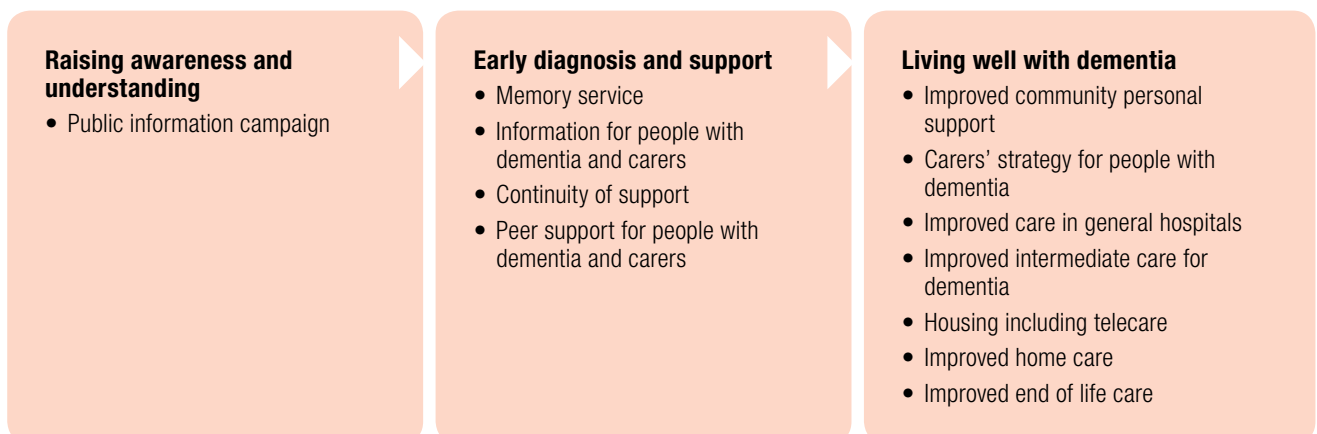 Raising awareness and
understanding
• Public information campaign
Early diagnosis and support
• Memory service
• Information for people with
dementia and carers
• Continuity of support
• Peer support for people with
dementia and carers
Living well with dementia
• Improved community personal
support
• Carers’ strategy for people with
dementia
• Improved care in general hospitals
• Improved intermediate care for
dementia
• Housing including telecare
• Improved home care
• Improved end of life care